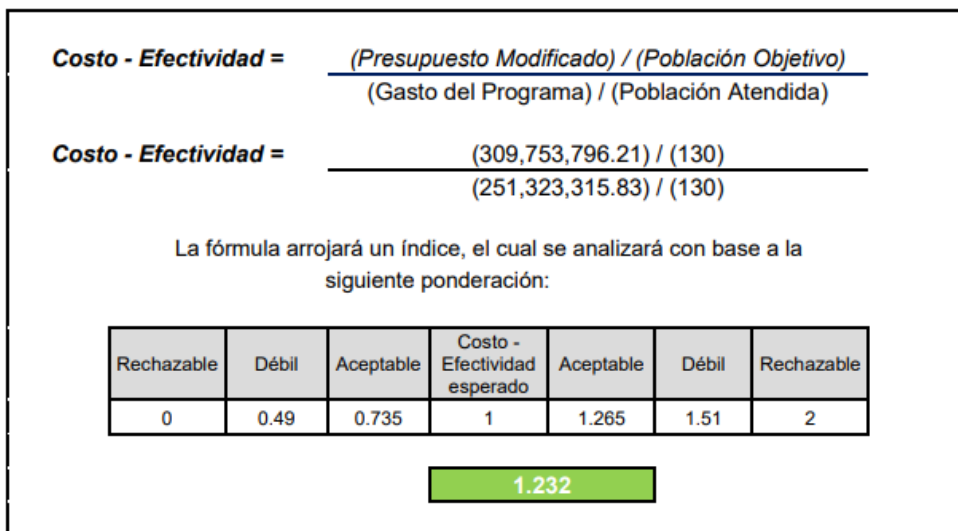 Costo - Efectividad = (Presupuesto Modificado) / (Población Objetivo)
(Gasto del Programa) / (Población Atendida)
Costo - Efectividad = (309,753,796.21) / (130)
(251,323,315.83) / (130)
La fórmula arrojará un índice, el cual se analizará con base a la
siguiente ponderación:
Rechazable Débil Aceptable Costo - Efectividad esperado Aceptable Débil Rechazable
0 0.49 0.735 1 1.265 1.51 2
1.232